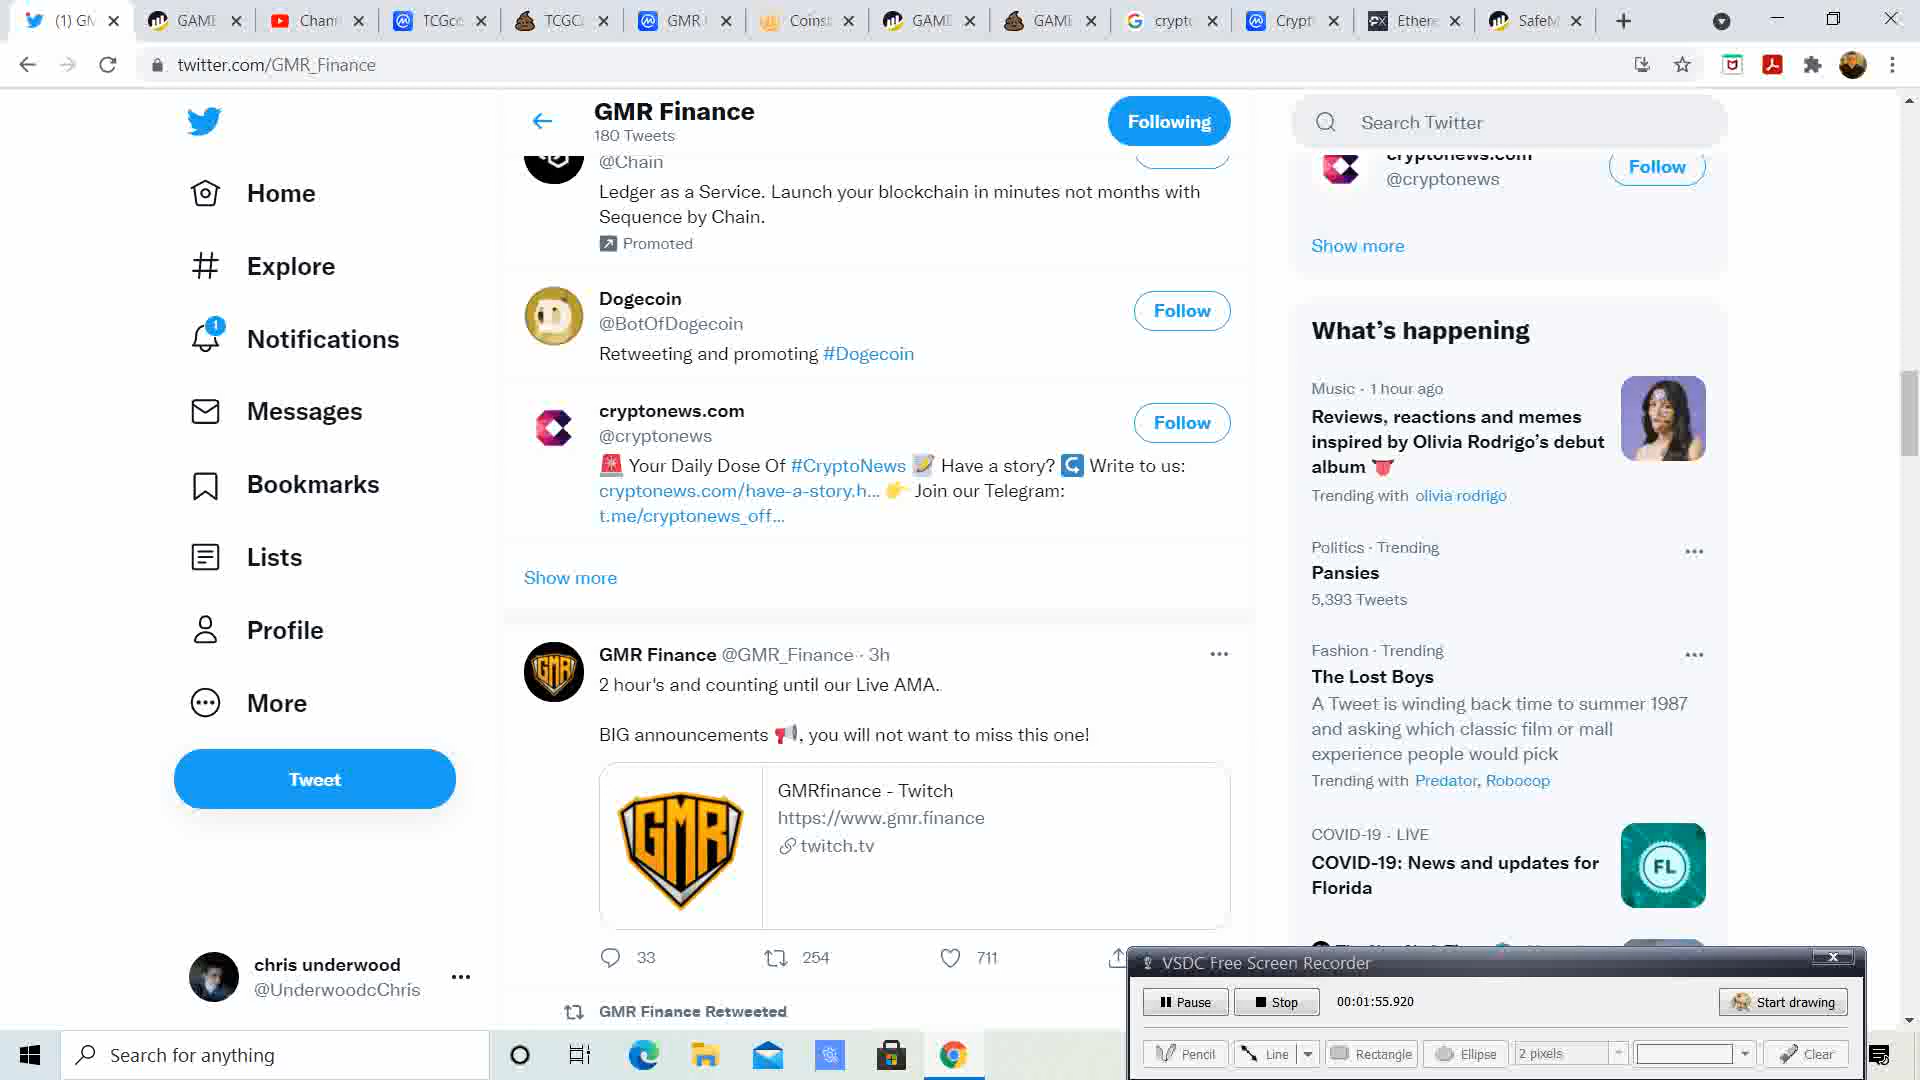 (1) GM
GAME
Chan
TCGco
TCGC
GMR
Coinst
GAME
GAME
crypto
Crypt
Ethere
SafeM
twitter.com/GMR_Finance
GMR Finance
180 Tweets
Following
Search Twitter
Home
Explore
1
Notifications
Messages
Bookmarks
Lists
Profile
More
Tweet
chris underwood
@UnderwoodcChris
@Chain
Ledger as a Service. Launch your blockchain in minutes not months with
Sequence by Chain.
Promoted
Dogecoin
@BotOfDogecoin
Follow
Retweeting and promoting #Dogecoin
cryptonews.com
@cryptonews
Follow
🚨 Your Daily Dose Of #CryptoNews 📝 Have a story? ↪️ Write to us:
cryptonews.com/have-a-story.h... 👉 Join our Telegram:
t.me/cryptonews_off...
Show more
GMR Finance @GMR_Finance · 3h
2 hour's and counting until our Live AMA.
BIG announcements 📢, you will not want to miss this one!
GMR
GMR
GMRfinance - Twitch
https://www.gmr.finance
twitch.tv
33
254
711
GMR Finance Retweeted
cryptonews.com
@cryptonews
Follow
Show more
What's happening
Music · 1 hour ago
Reviews, reactions and memes
inspired by Olivia Rodrigo's debut
album 👅
Trending with olivia rodrigo
Politics · Trending
Pansies
5,393 Tweets
Fashion · Trending
The Lost Boys
A Tweet is winding back time to summer 1987
and asking which classic film or mall
experience people would pick
Trending with Predator, Robocop
COVID-19 · LIVE
COVID-19: News and updates for
Florida
FL
VSDC Free Screen Recorder
Pause
Stop
00:01:55.920
Start drawing
Pencil
Line
Rectangle
Ellipse
2 pixels
Clear
Search for anything